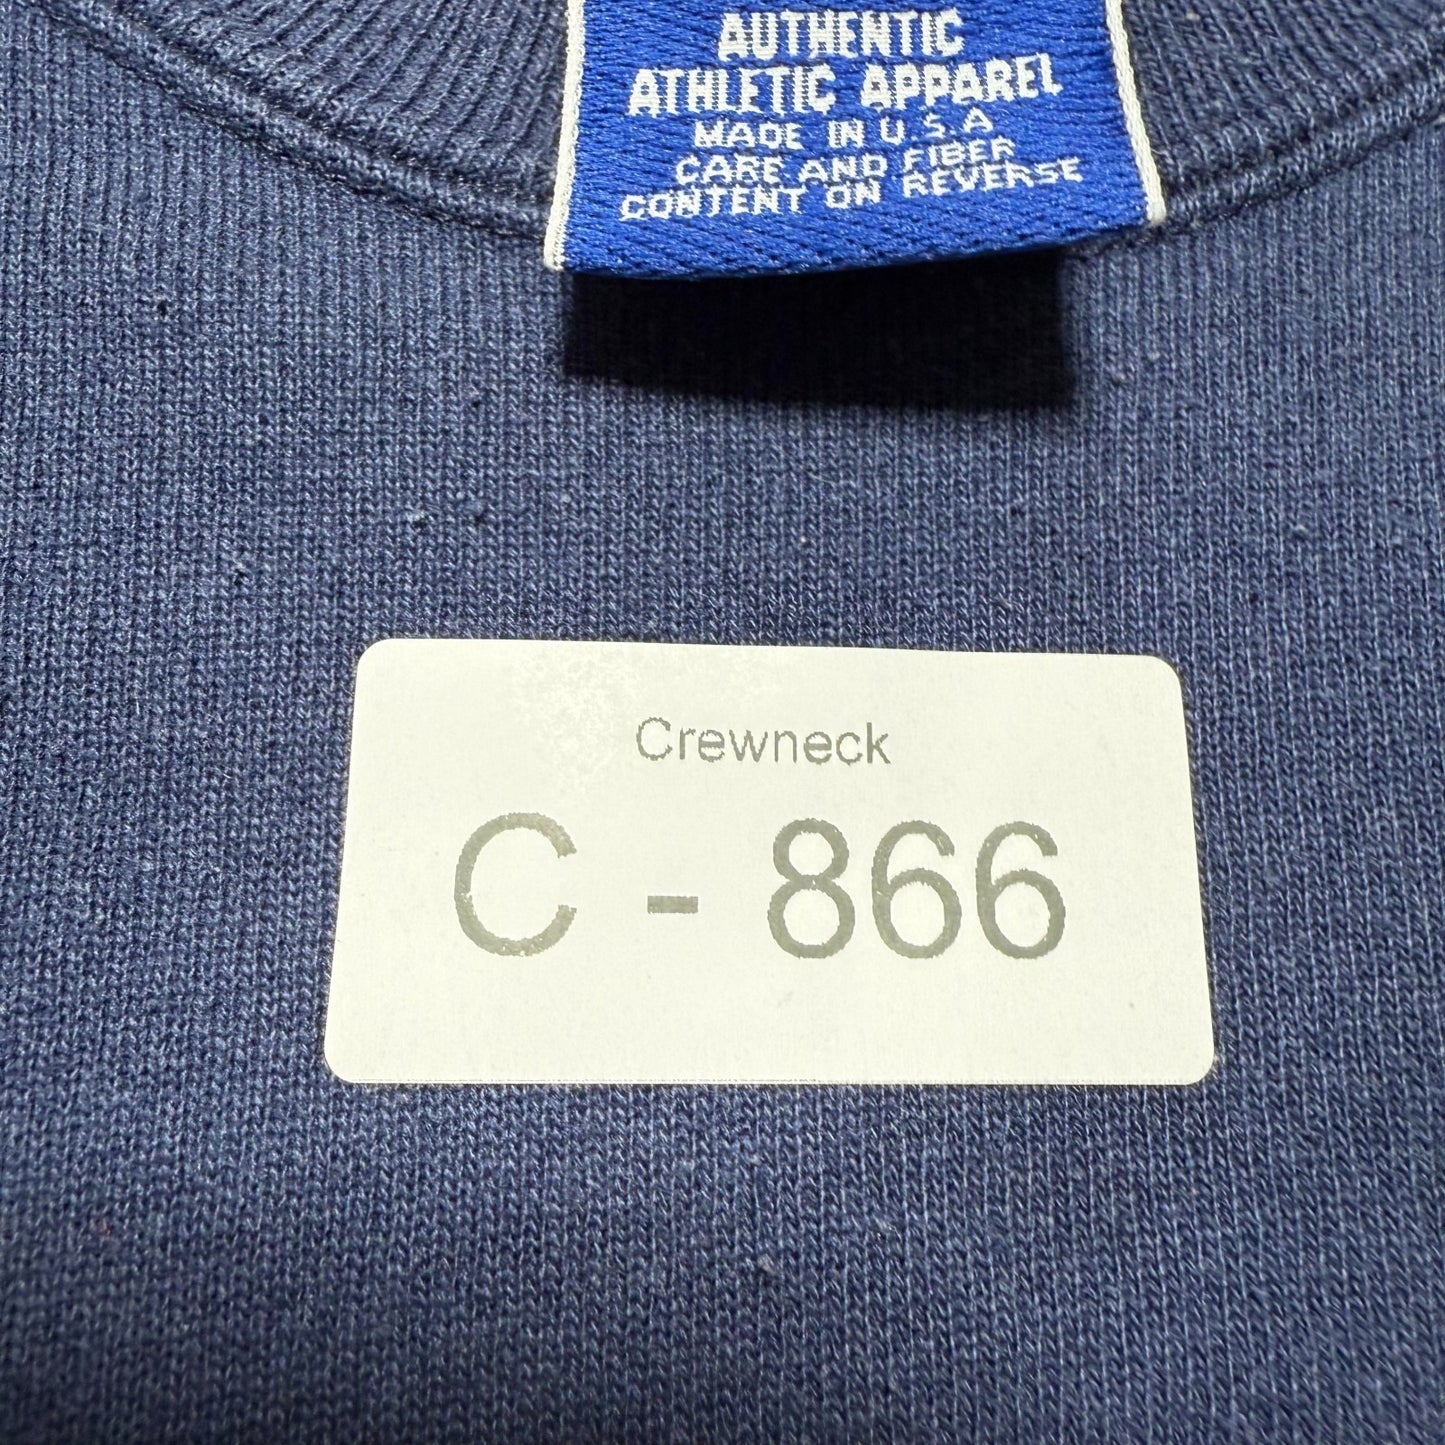 AUTHENTIC
ATHLETIC APPAREL
MADE IN U.S.A
CARE AND FIBER
CONTENT ON REVERSE
Crewneck
C - 866